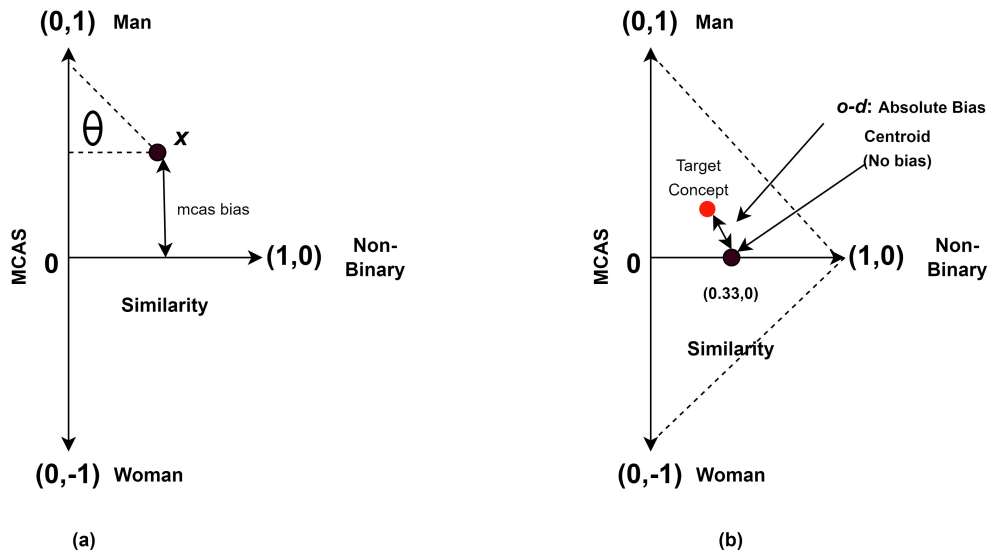 (0,1) Man
θ
x
mcas bias
MCAS
0
(1,0)
Non-
Binary
Similarity
(0,-1) Woman
(a)
(0,1) Man
o-d: Absolute Bias
Centroid
(No bias)
Target
Concept
MCAS
0
(1,0)
Non-
Binary
(0.33,0)
Similarity
(0,-1) Woman
(b)